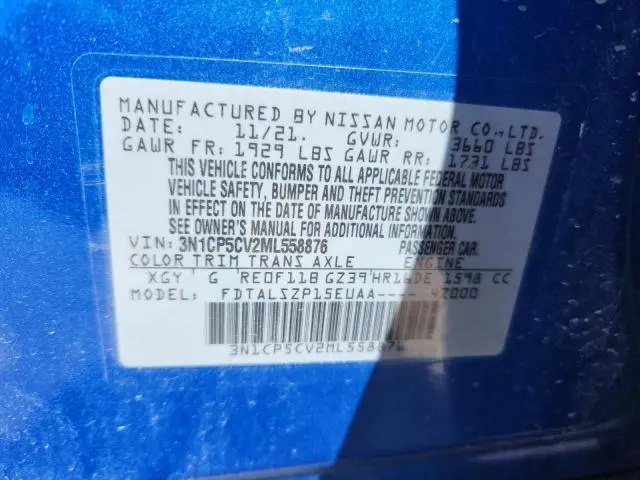 MANUFACTURED BY NISSAN MOTOR CO.,LTD.
DATE: 11/21. GVWR: 3660 LBS
GAWR FR: 1929 LBS GAWR RR: 1731 LBS
THIS VEHICLE CONFORMS TO ALL APPLICABLE FEDERAL MOTOR
VEHICLE SAFETY, BUMPER AND THEFT PREVENTION STANDARDS
IN EFFECT ON THE DATE OF MANUFACTURE SHOWN ABOVE.
SEE OWNER'S MANUAL FOR ADDITIONAL INFORMATION.
VIN: 3N1CP5CV2ML558876 PASSENGER CAR.
COLOR TRIM TRANS AXLE ENGINE
XGY G RE0F11B GZ39 HR16DE 1598 CC
MODEL: FDTALSZP15EUAA---- 9Z000
3N1CP5CV2ML558876